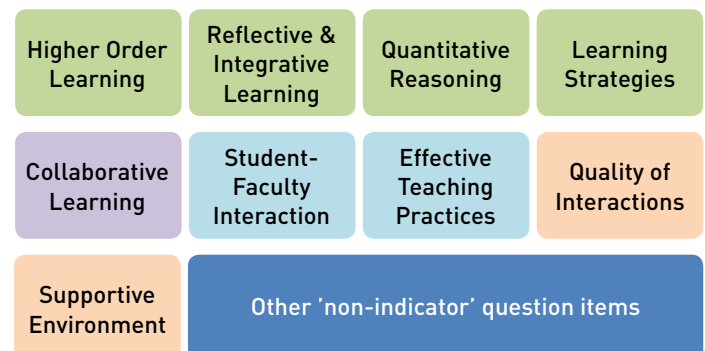 Higher Order
Learning
Reflective &
Integrative
Learning
Quantitative
Reasoning
Learning
Strategies
Collaborative
Learning
Student-
Faculty
Interaction
Effective
Teaching
Practices
Quality of
Interactions
Supportive
Environment
Other ’non-indicator’ question items